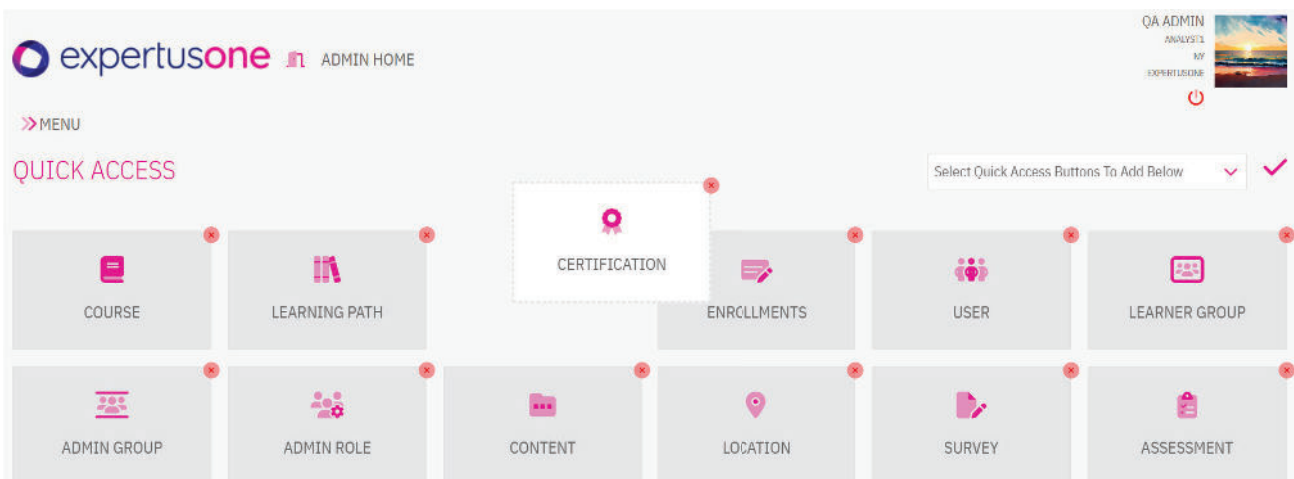 expertusone
ADMIN HOME
QA ADMIN
ANALYST1
NY
EXPERTUSONE
MENU
QUICK ACCESS
Select Quick Access Buttons To Add Below
COURSE
LEARNING PATH
CERTIFICATION
ENROLLMENTS
USER
LEARNER GROUP
ADMIN GROUP
ADMIN ROLE
CONTENT
LOCATION
SURVEY
ASSESSMENT